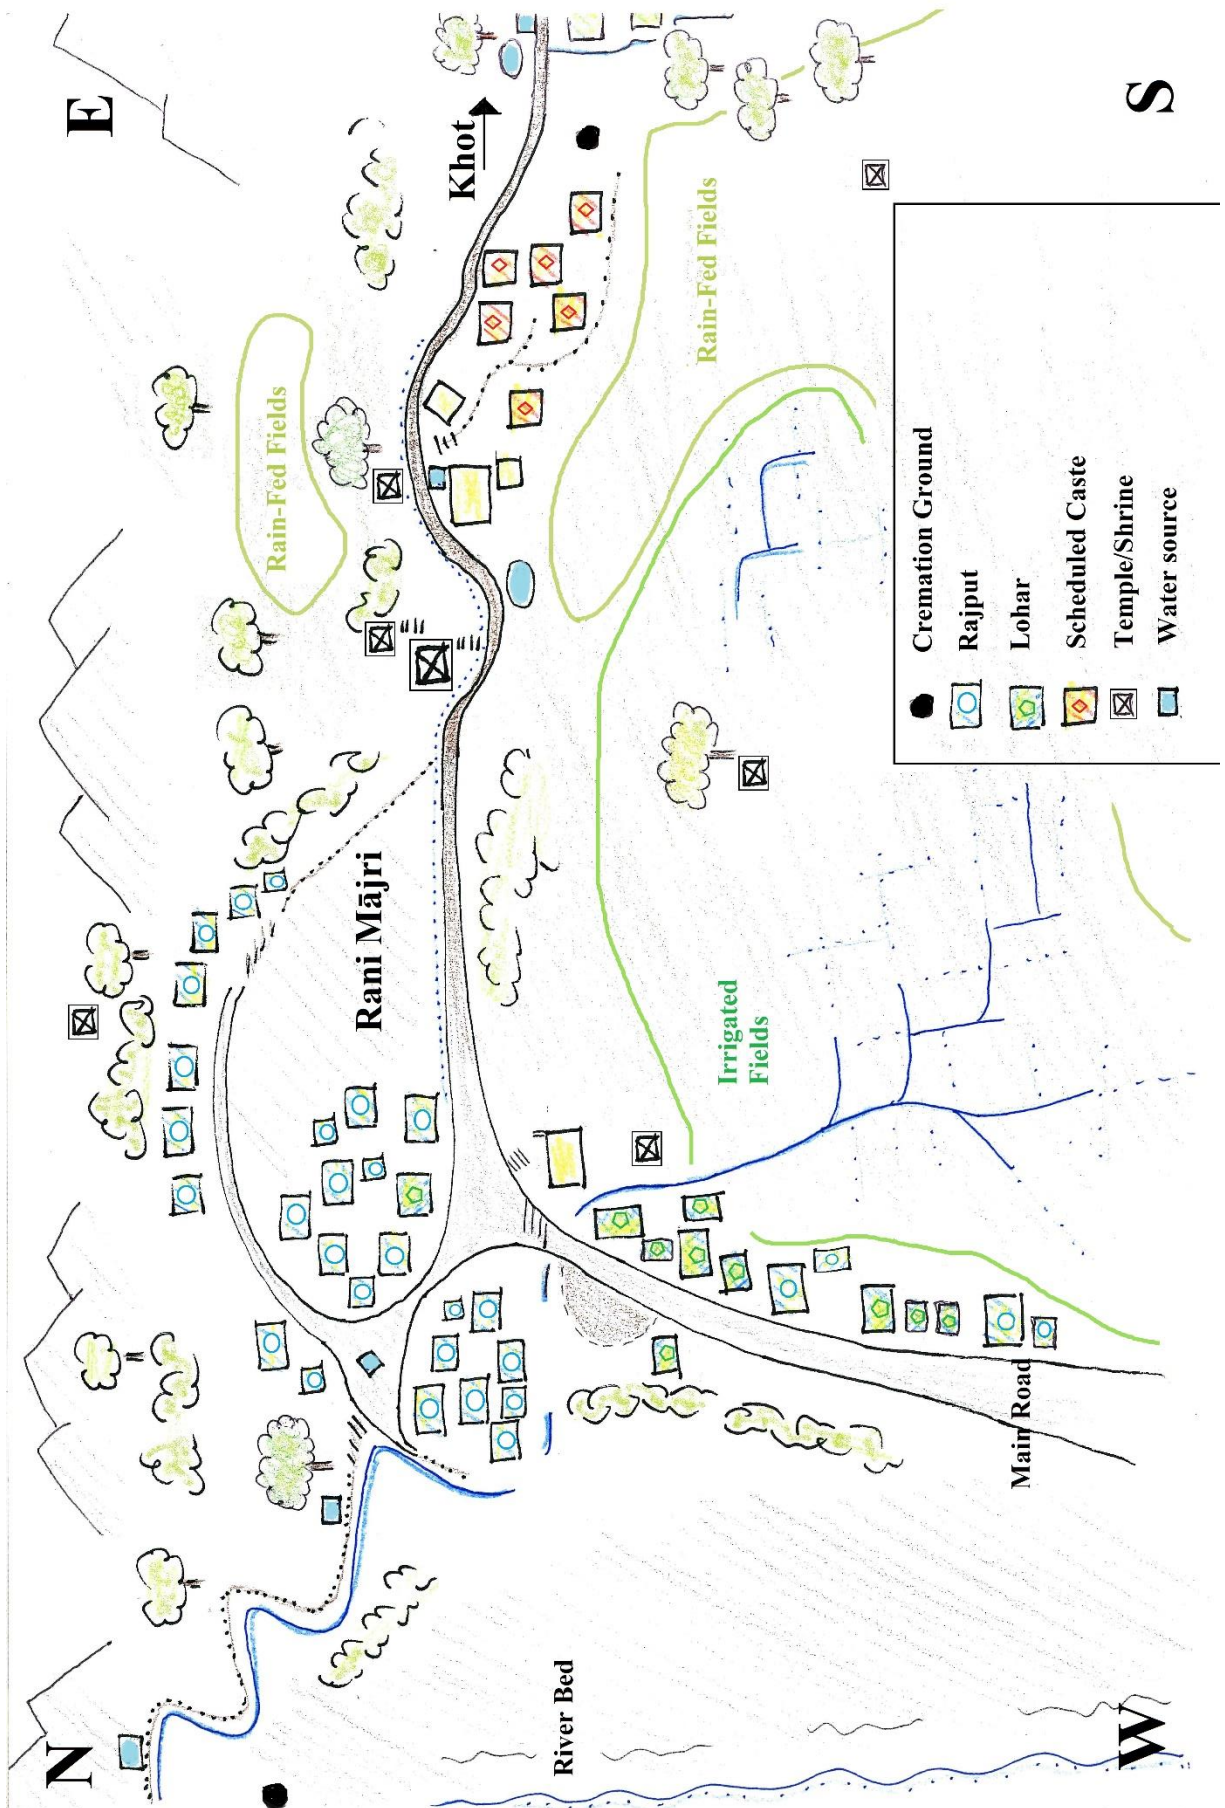 N
E
Khot
Rain-Fed Fields
Rani Mājri
Rain-Fed Fields
Irrigated
Fields
River Bed
Main Road
W
S
Cremation Ground
Rajput
Lohar
Scheduled Caste
Temple/Shrine
Water source